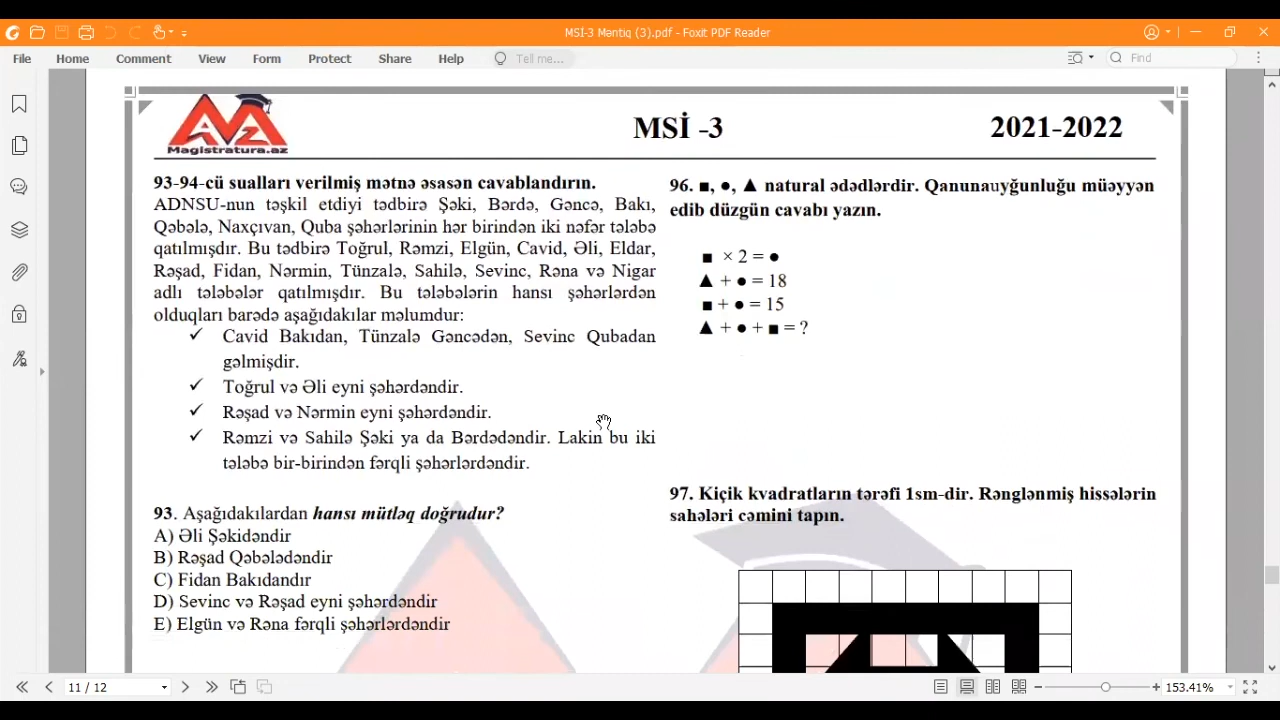 MSİ-3 Məntiq (3).pdf - Foxit PDF Reader
File Home Comment View Form Protect Share Help Tell me... Find
Magistratura.az
MSİ -3
2021-2022
93-94-cü sualları verilmiş mətnə əsasən cavablandırın.
ADNSU-nun təşkil etdiyi tədbirə Şəki, Bərdə, Gəncə, Bakı,
Qəbələ, Naxçıvan, Quba şəhərlərinin hər birindən iki nəfər tələbə
qatılmışdır. Bu tədbirə Toğrul, Rəmzi, Elgün, Cavid, Əli, Eldar,
Rəşad, Fidan, Nərmin, Tünzalə, Sahilə, Sevinc, Rəna və Nigar
adlı tələbələr qatılmışdır. Bu tələbələrin hansı şəhərlərdən
olduqları barədə aşağıdakılar məlumdur:
✓ Cavid Bakıdan, Tünzalə Gəncədən, Sevinc Qubadan
gəlmişdir.
✓ Toğrul və Əli eyni şəhərdəndir.
✓ Rəşad və Nərmin eyni şəhərdəndir.
✓ Rəmzi və Sahilə Şəki ya da Bərdədəndir. Lakin bu iki
tələbə bir-birindən fərqli şəhərlərdəndir.
93. Aşağıdakılardan hansı mütləq doğrudur?
A) Əli Şəkidəndir
B) Rəşad Qəbələdəndir
C) Fidan Bakıdandır
D) Sevinc və Rəşad eyni şəhərdəndir
E) Elgün və Rəna fərqli şəhərlərdəndir
96. ■, ●, ▲ natural ədədlərdir. Qanunauyğunluğu müəyyən
edib düzgün cavabı yazın.
■ × 2 = ●
▲ + ● = 18
■ + ● = 15
▲ + ● + ■ = ?
97. Kiçik kvadratların tərəfi 1sm-dir. Rənglənmiş hissələrin
sahələri cəmini tapın.
11 / 12
153.41%